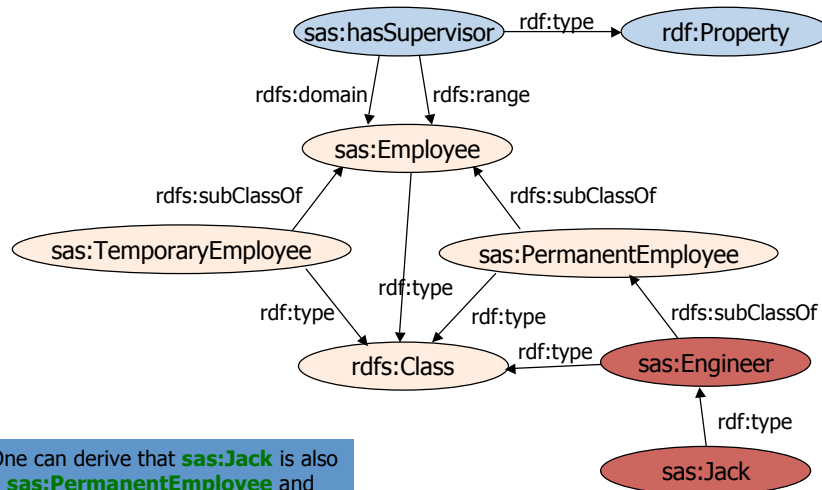 sas:hasSupervisor
rdf:type
rdf:Property
rdfs:domain
rdfs:range
sas:Employee
rdfs:subClassOf
rdfs:subClassOf
sas:TemporaryEmployee
sas:PermanentEmployee
rdf:type
rdf:type
rdf:type
rdfs:subClassOf
rdfs:Class
rdf:type
sas:Engineer
rdf:type
One can derive that sas:Jack is also
sas:PermanentEmployee and
sas:Jack